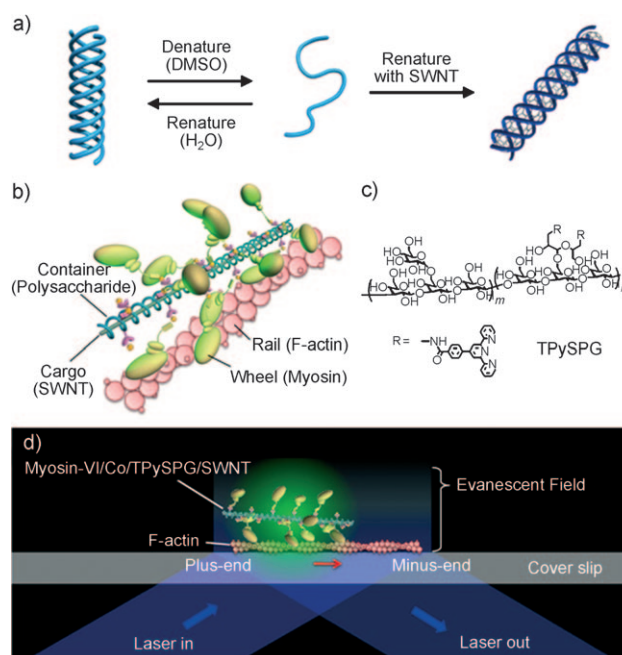 a)
Denature
(DMSO)
Renature
(H₂O)
Renature
with SWNT
b)
Container
(Polysaccharide)
Cargo
(SWNT)
Rail (F-actin)
Wheel (Myosin)
c)
R =
NH
O
N
N
N
TPySPG
m
d)
Myosin-VI/Co/TPySPG/SWNT
F-actin
Evanescent Field
Plus-end
Minus-end
Cover slip
Laser in
Laser out